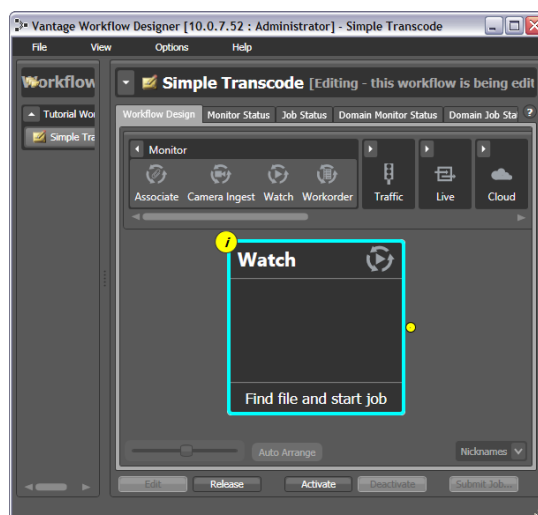 Vantage Workflow Designer [10.0.7.52 : Administrator] - Simple Transcode
File View Options Help
Workflow
Simple Transcode [Editing - this workflow is being edit
Tutorial Wo
Simple Tra
Workflow Design Monitor Status Job Status Domain Monitor Status Domain Job Sta ?
Monitor
Associate Camera Ingest Watch Workorder Traffic Live Cloud
i
Watch
Find file and start job
Auto Arrange Nicknames
Edit Release Activate Deactivate Submit Job...